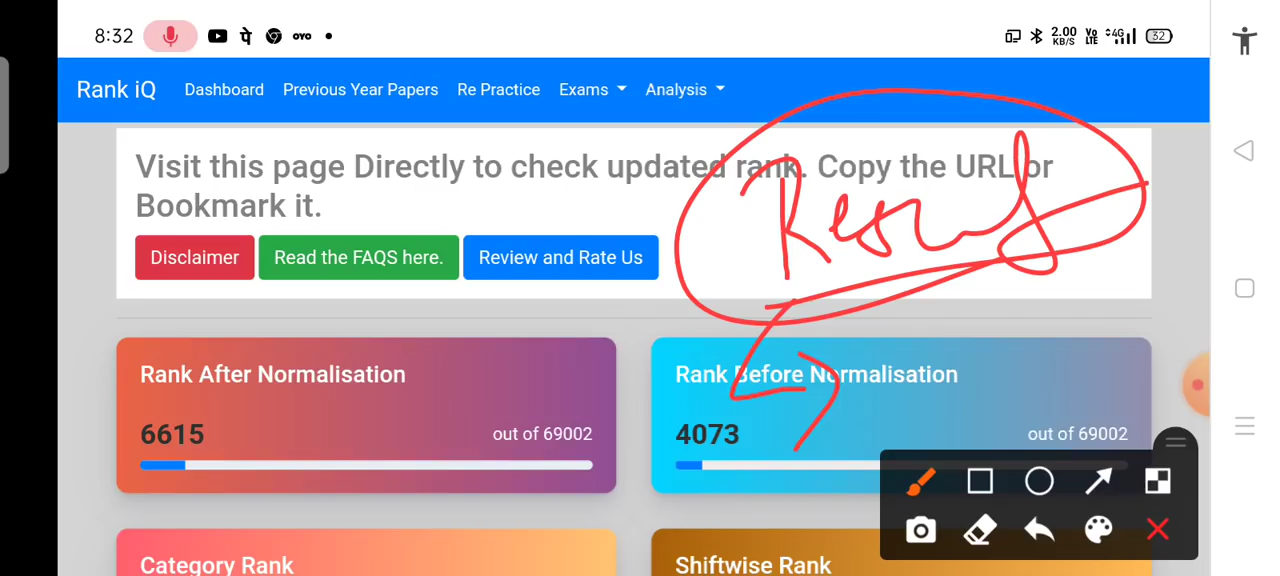 8:32 पे OYO 2.00 KB/S Vo LTE 4G 32
Rank iQ Dashboard Previous Year Papers Re Practice Exams Analysis
Visit this page Directly to check updated rank. Copy the URL or
Bookmark it.
Disclaimer Read the FAQS here. Review and Rate Us
Rank After Normalisation
6615 out of 69002
Rank Before Normalisation
4073 out of 69002
Category Rank
Shiftwise Rank